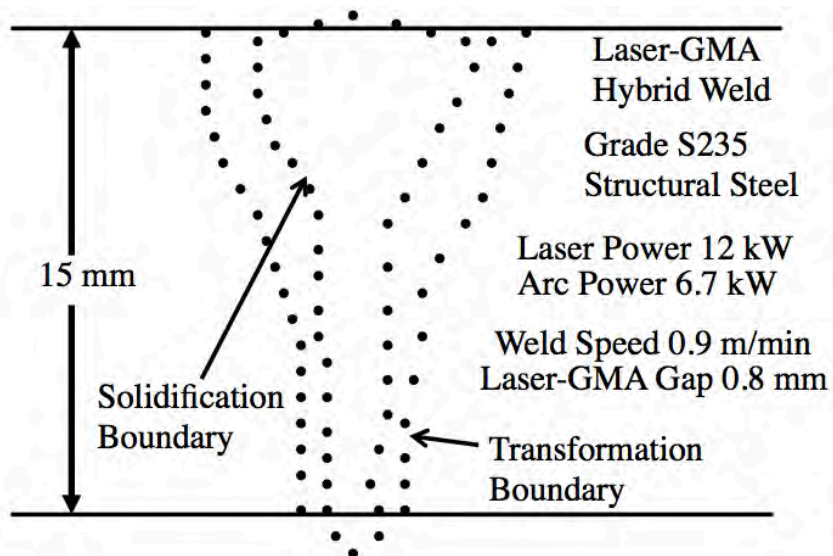 Laser-GMA
Hybrid Weld
Grade S235
Structural Steel
Laser Power 12 kW
Arc Power 6.7 kW
15 mm
Weld Speed 0.9 m/min
Laser-GMA Gap 0.8 mm
Solidification
Boundary
Transformation
Boundary